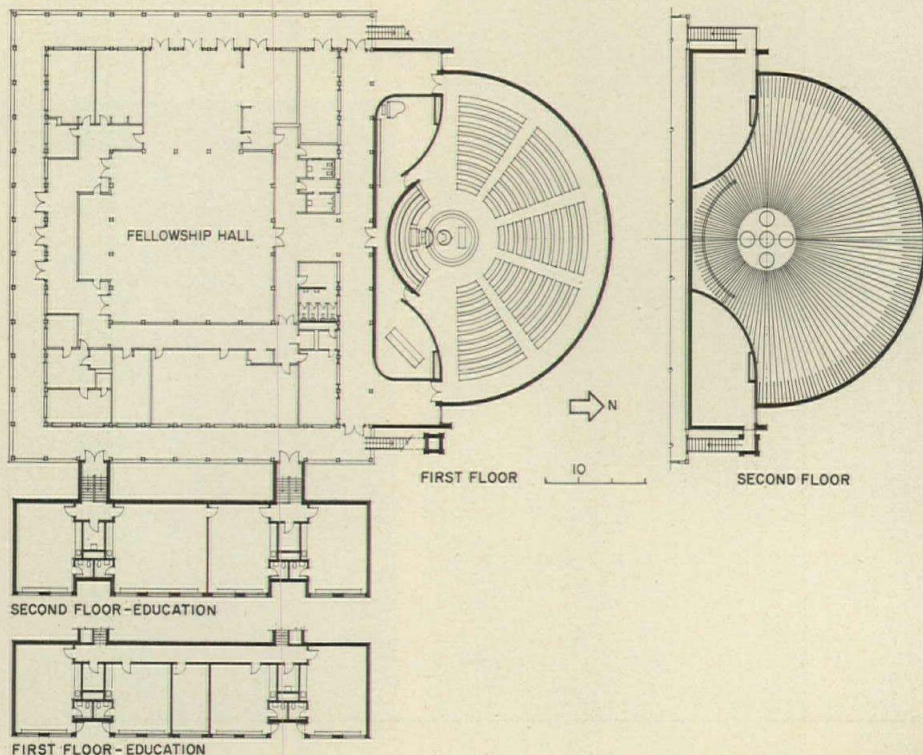 FELLOWSHIP HALL
N
FIRST FLOOR
10
SECOND FLOOR
SECOND FLOOR-EDUCATION
FIRST FLOOR-EDUCATION